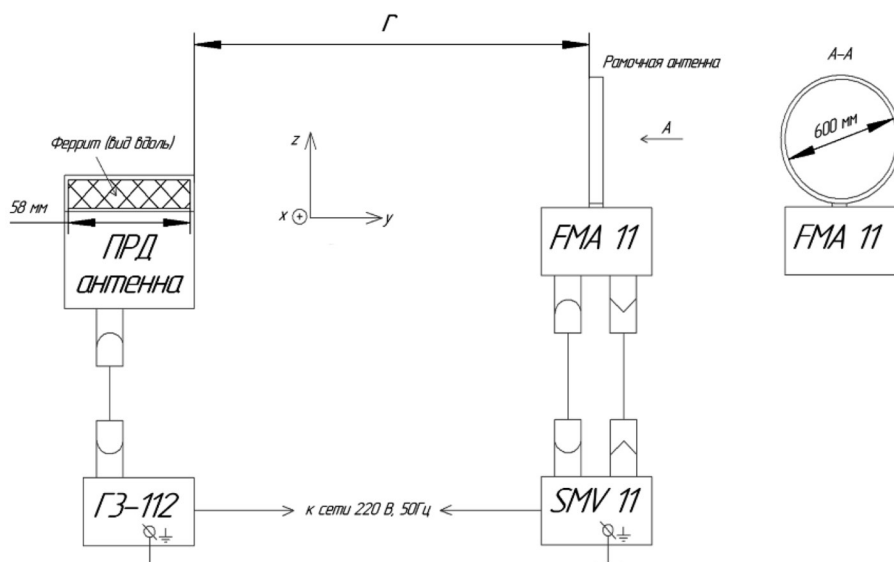 r
Рамочная антенна
А-А
Феррит (вид вдоль)
z
А
600 мм
58 мм
x
y
ПРД
антенна
FMA 11
FMA 11
ГЗ-112
к сети 220 В, 50Гц
SMV 11